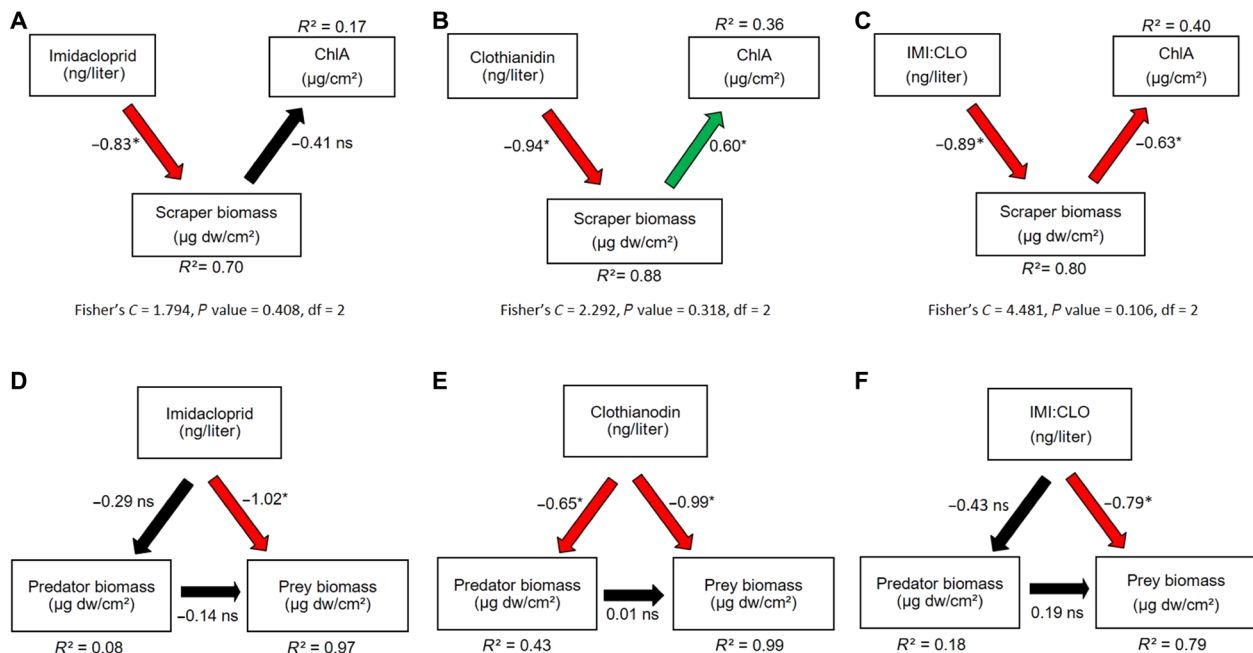 A
R² = 0.17
Imidacloprid
(ng/liter)
ChlA
(µg/cm²)
−0.83*
−0.41 ns
Scraper biomass
(µg dw/cm²)
R²= 0.70
Fisher's C = 1.794, P value = 0.408, df = 2
B
R² = 0.36
Clothianidin
(ng/liter)
ChlA
(µg/cm²)
−0.94*
0.60*
Scraper biomass
(µg dw/cm²)
R² = 0.88
Fisher's C = 2.292, P value = 0.318, df = 2
C
R² = 0.40
IMI:CLO
(ng/liter)
ChlA
(µg/cm²)
−0.89*
−0.63*
Scraper biomass
(µg dw/cm²)
R² = 0.80
Fisher's C = 4.481, P value = 0.106, df = 2
D
Imidacloprid
(ng/liter)
−0.29 ns
−1.02*
Predator biomass
(µg dw/cm²)
−0.14 ns
Prey biomass
(µg dw/cm²)
R² = 0.08
R² = 0.97
E
Clothianodin
(ng/liter)
−0.65*
−0.99*
Predator biomass
(µg dw/cm²)
0.01 ns
Prey biomass
(µg dw/cm²)
R² = 0.43
R² = 0.99
F
IMI:CLO
(ng/liter)
−0.43 ns
−0.79*
Predator biomass
(µg dw/cm²)
0.19 ns
Prey biomass
(µg dw/cm²)
R² = 0.18
R² = 0.79